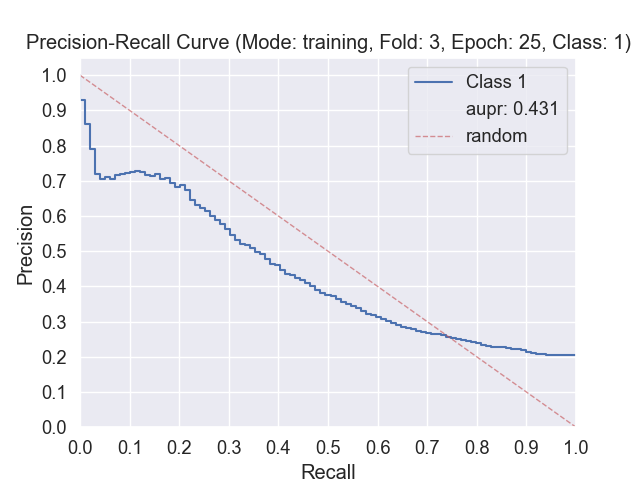 Precision-Recall Curve (Mode: training, Fold: 3, Epoch: 25, Class: 1)
1.0
0.9
0.8
0.7
0.6
0.5
0.4
0.3
0.2
0.1
0.0
Precision
Class 1
aupr: 0.431
random
0.0 0.1 0.2 0.3 0.4 0.5 0.6 0.7 0.8 0.9 1.0
Recall